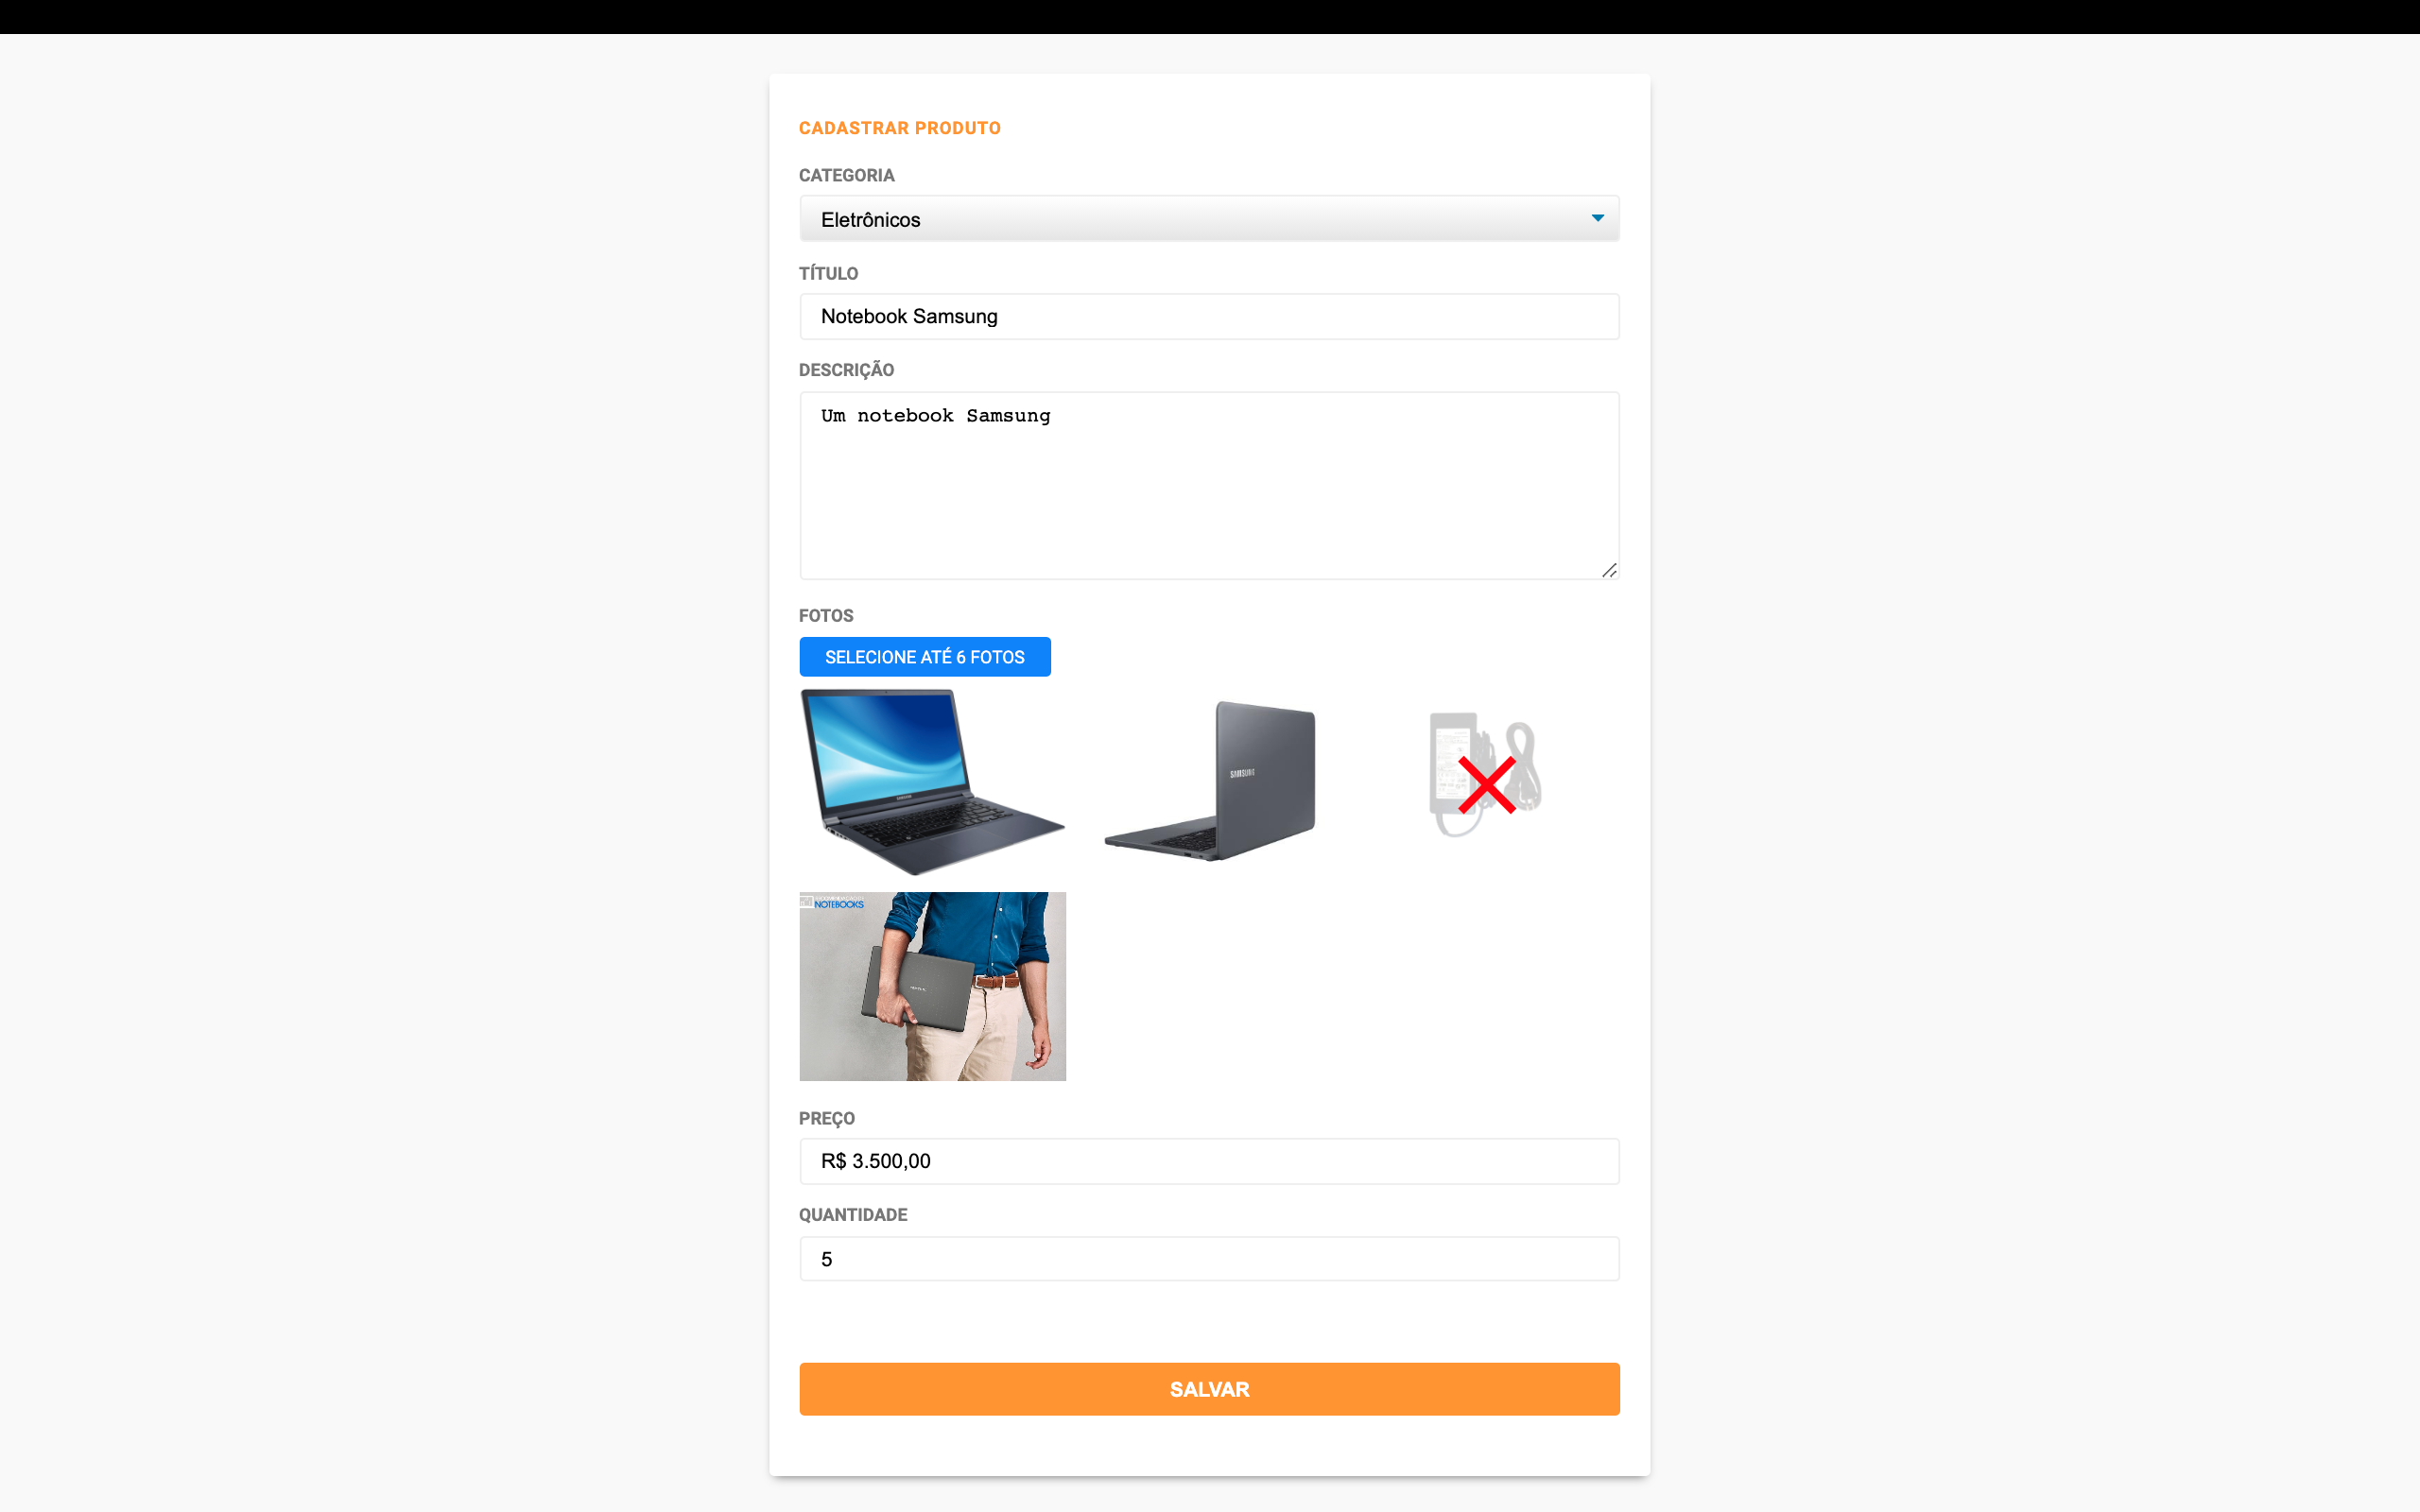 CADASTRAR PRODUTO
CATEGORIA
Eletrônicos
TÍTULO
Notebook Samsung
DESCRIÇÃO
Um notebook Samsung
FOTOS
SELECIONE ATÉ 6 FOTOS
SAMSUNG
NOTEBOOKS
PREÇO
R$ 3.500,00
QUANTIDADE
5
SALVAR